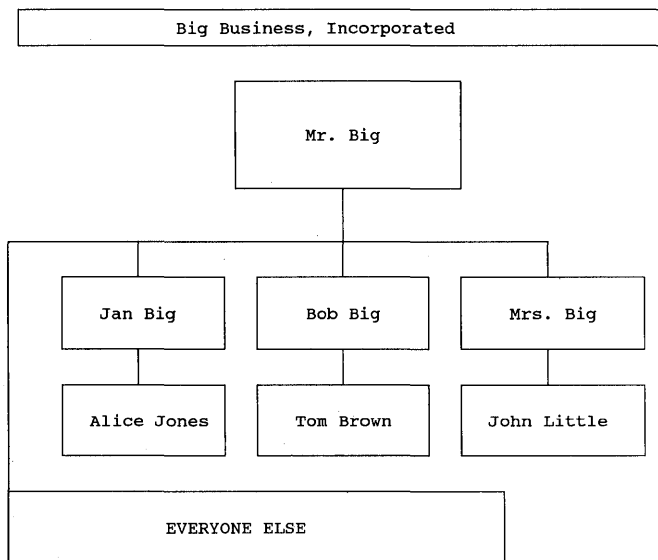 Big Business, Incorporated
Mr. Big
Jan Big
Bob Big
Mrs. Big
Alice Jones
Tom Brown
John Little
EVERYONE ELSE